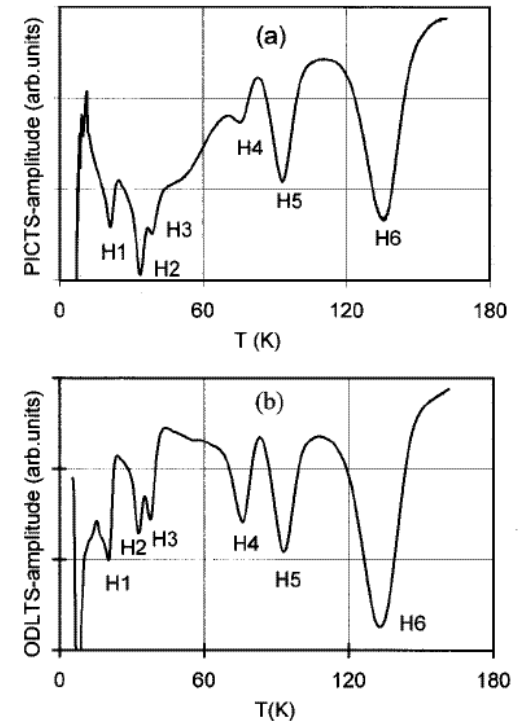 PICTS-amplitude (arb.units)
(a)
H1
H2
H3
H4
H5
H6
0
60
120
180
T (K)
ODLTS-amplitude (arb.units)
(b)
H1
H2
H3
H4
H5
H6
0
60
120
180
T(K)